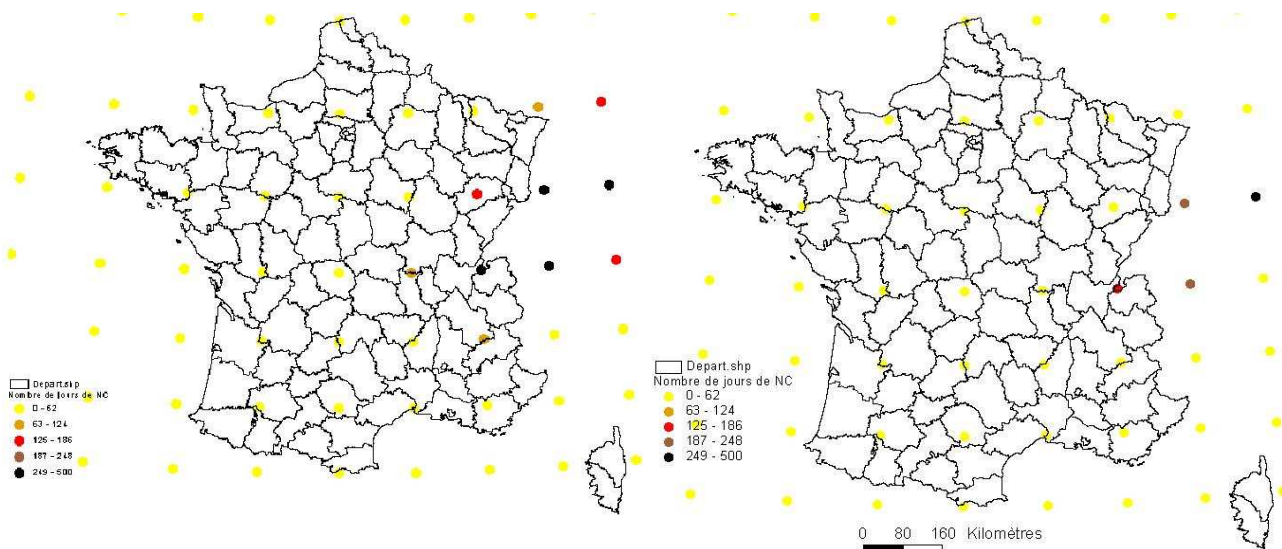 Depart.shp
Nombre de jours de NC
0 - 62
63 - 124
125 - 186
187 - 248
249 - 500
Depart.shp
Nombre de jours de NC
0 - 62
63 - 124
125 - 186
187 - 248
249 - 500
0 80 160 Kilomètres